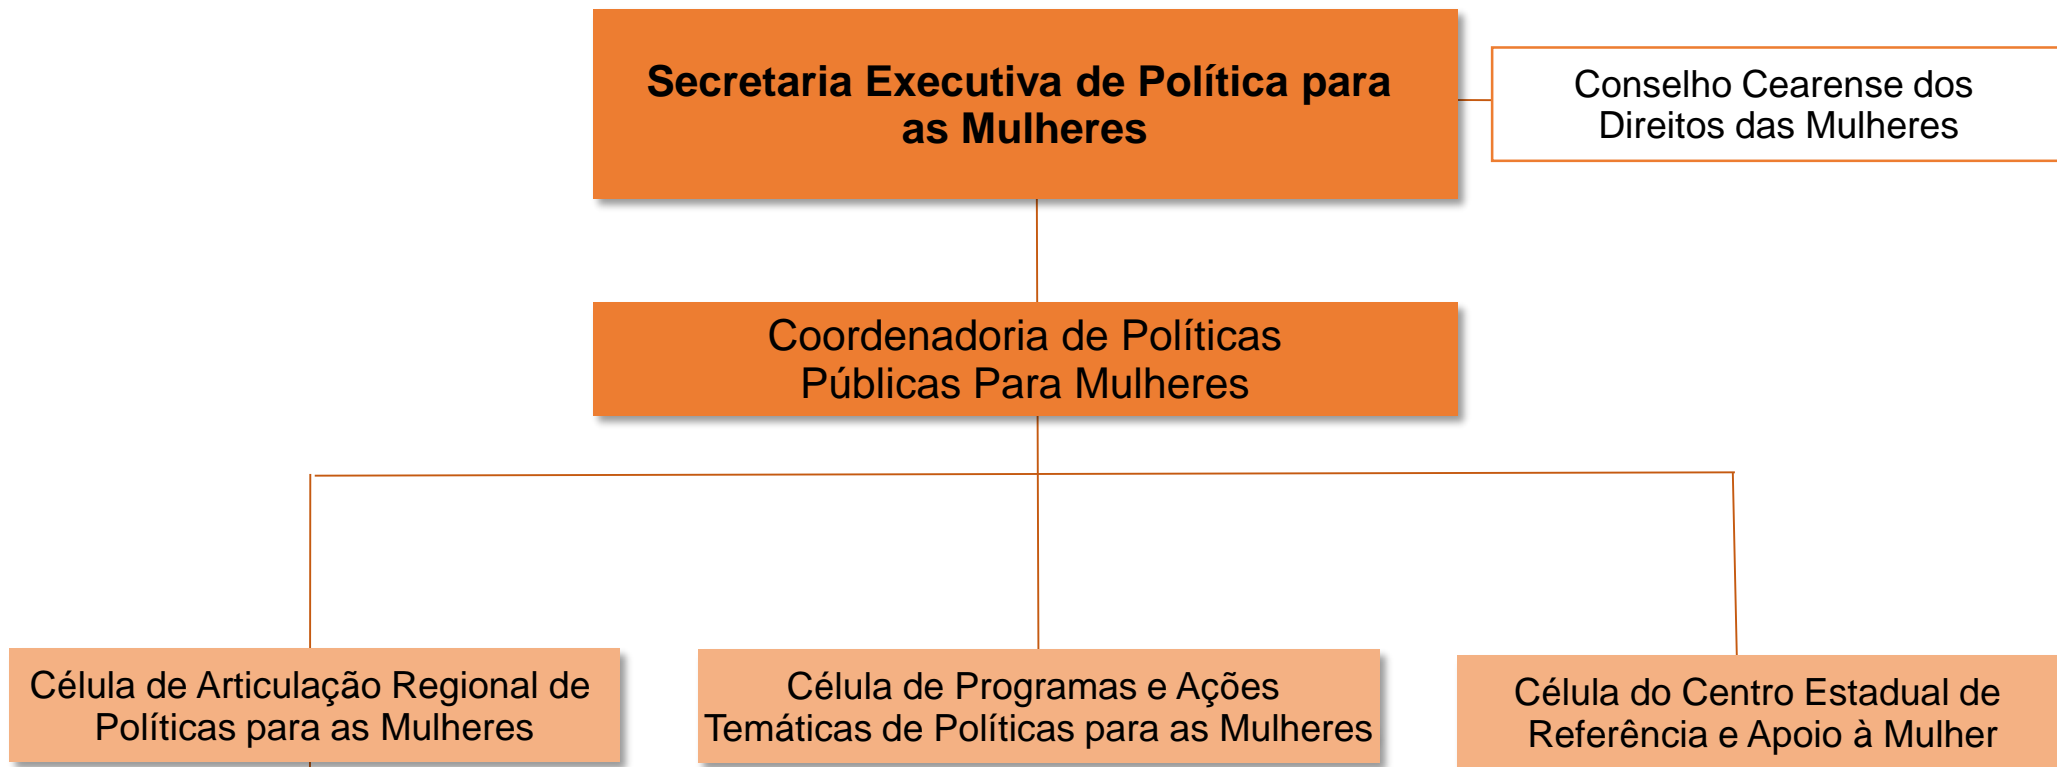 Secretaria Executiva de Política para
as Mulheres
Conselho Cearense dos
Direitos das Mulheres
Coordenadoria de Políticas
Públicas Para Mulheres
Célula de Articulação Regional de
Políticas para as Mulheres
Célula de Programas e Ações
Temáticas de Políticas para as Mulheres
Célula do Centro Estadual de
Referência e Apoio à Mulher